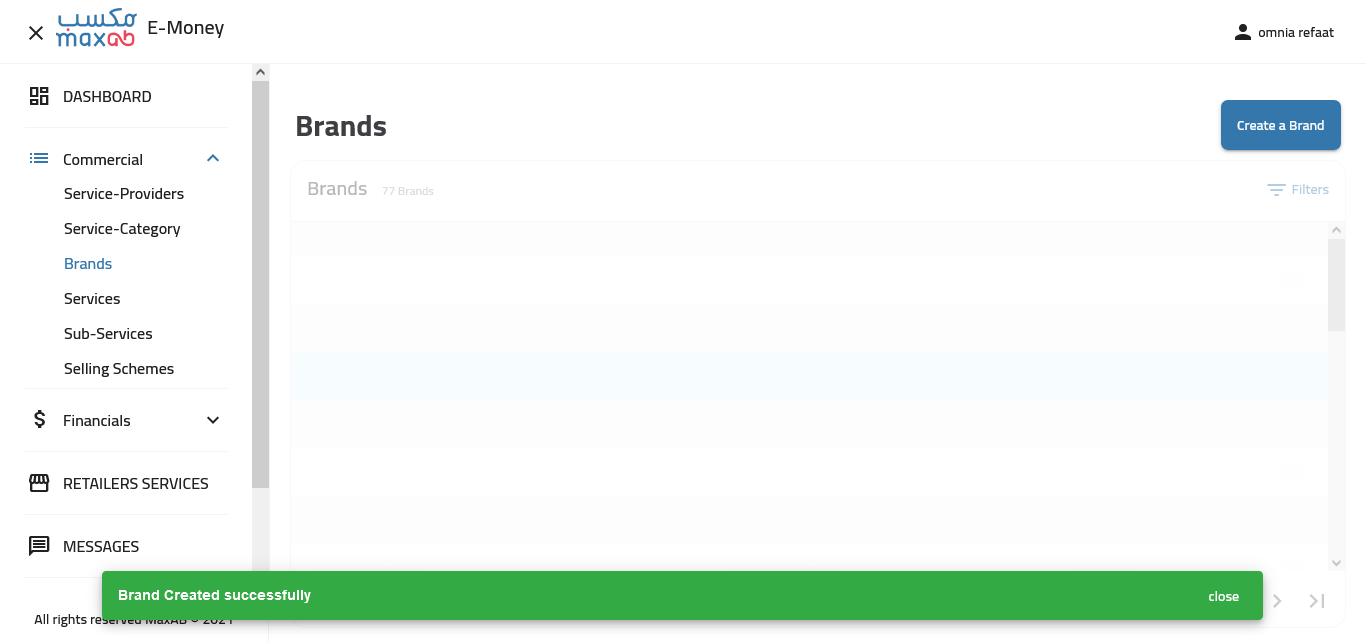 مكسب
maxab
E-Money
omnia refaat
DASHBOARD
Commercial
Service-Providers
Service-Category
Brands
Services
Sub-Services
Selling Schemes
Financials
RETAILERS SERVICES
MESSAGES
All rights reserved MaxAB © 2021
Brands
Create a Brand
Brands 77 Brands
Filters
Brand Created successfully
close